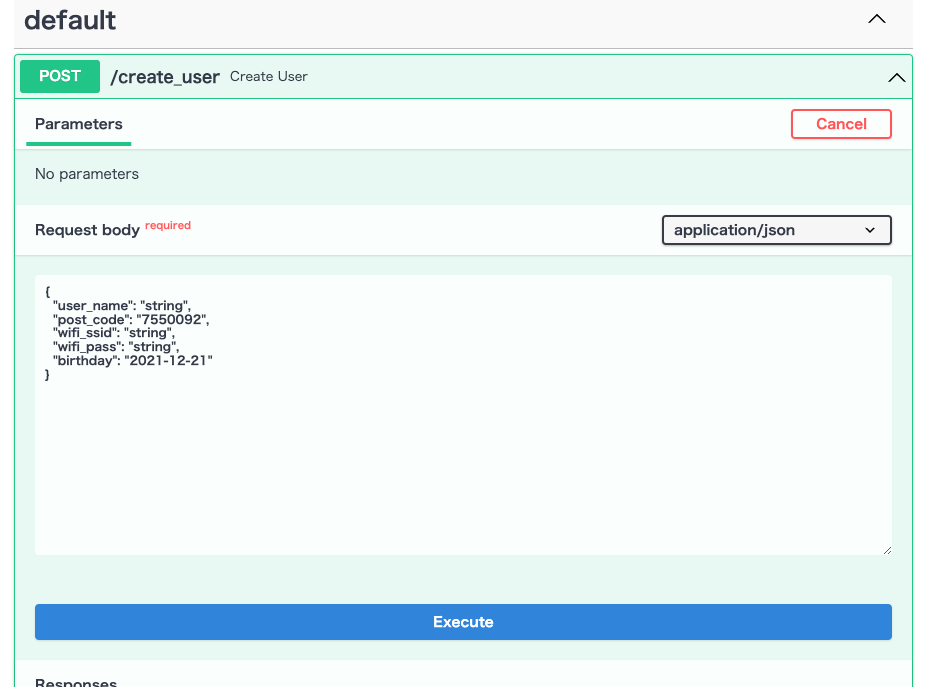 default
POST /create_user Create User
Parameters Cancel
No parameters
Request body required application/json
{
"user_name": "string",
"post_code": "7550092",
"wifi_ssid": "string",
"wifi_pass": "string",
"birthday": "2021-12-21"
}
Execute
Responses